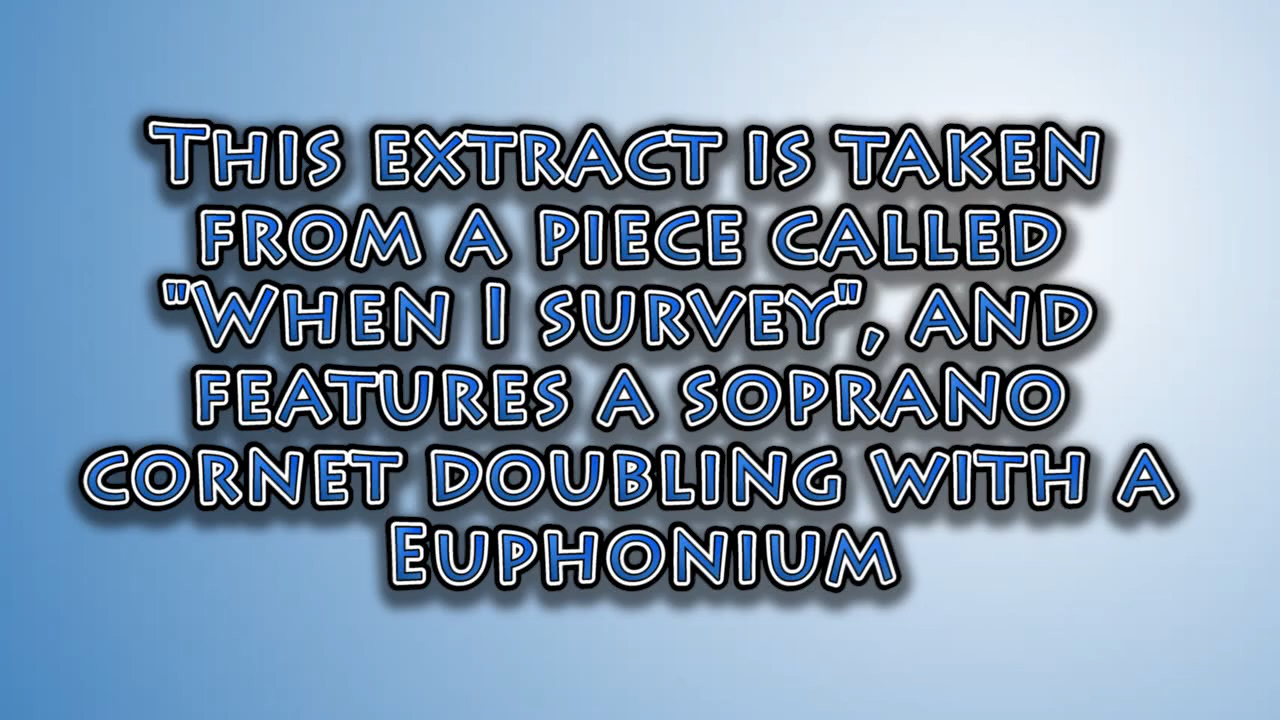 This extract is taken
from a piece called
"When I survey", and
features a soprano
cornet doubling with a
Euphonium